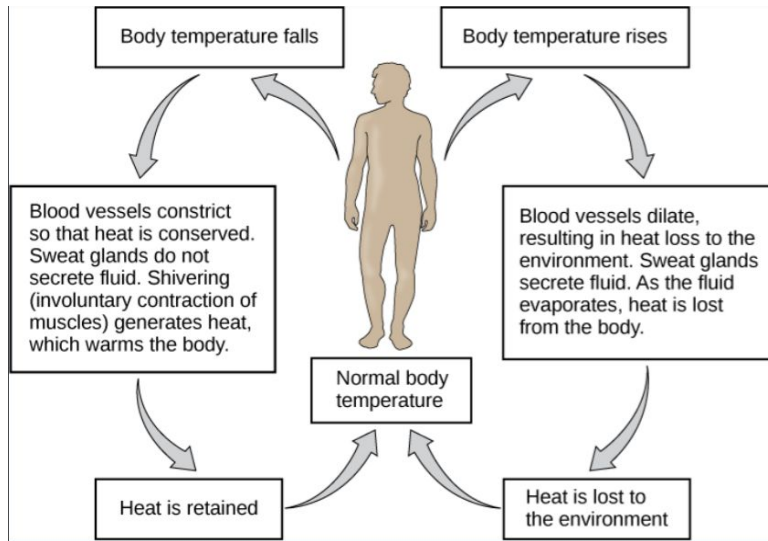 Body temperature falls
Body temperature rises
Blood vessels constrict
so that heat is conserved.
Sweat glands do not
secrete fluid. Shivering
(involuntary contraction of
muscles) generates heat,
which warms the body.
Blood vessels dilate,
resulting in heat loss to the
environment. Sweat glands
secrete fluid. As the fluid
evaporates, heat is lost
from the body.
Normal body
temperature
Heat is retained
Heat is lost to
the environment